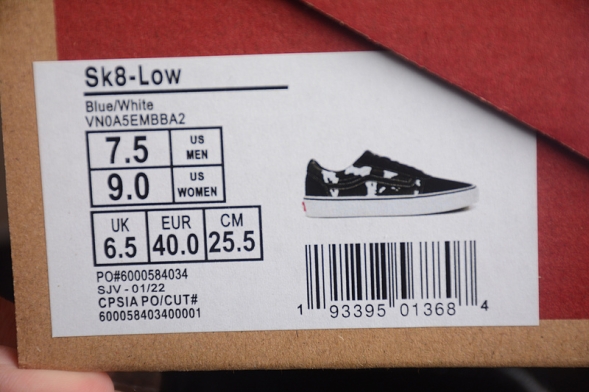 Sk8-Low
Blue/White
VN0A5EMBBA2
7.5 US MEN
9.0 US WOMEN
UK EUR CM
6.5 40.0 25.5
PO#6000584034
SJV - 01/22
CPSIA PO/CUT#
600058403400001
1 93395 01368 4